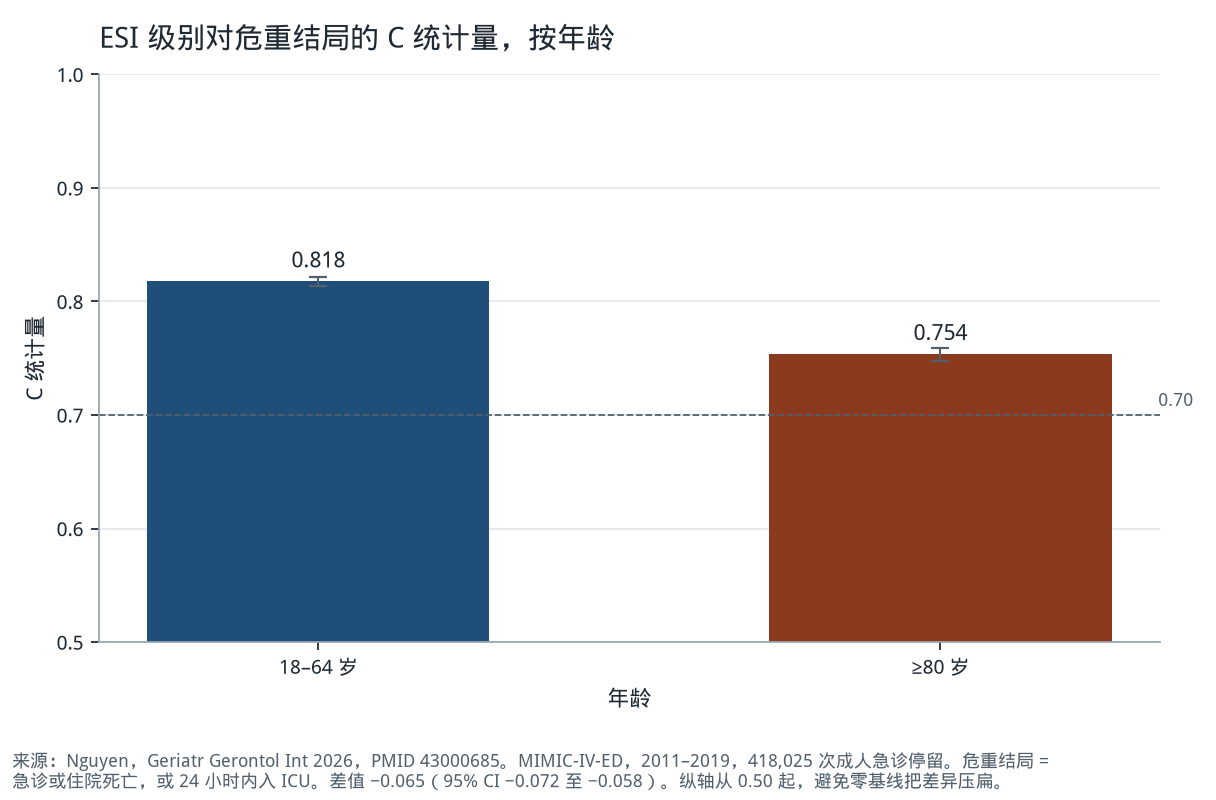 ESI 级别对危重结局的 C 统计量，按年龄
1.0
0.9
0.8
0.7
0.6
0.5
C 统计量
0.818
0.754
0.70
18–64 岁
≥80 岁
年龄
来源：Nguyen，Geriatr Gerontol Int 2026，PMID 43000685。MIMIC-IV-ED，2011–2019，418,025 次成人急诊停留。危重结局 =
急诊或住院死亡，或 24 小时内入 ICU。差值 −0.065（95% CI −0.072 至 −0.058）。纵轴从 0.50 起，避免零基线把差异压扁。